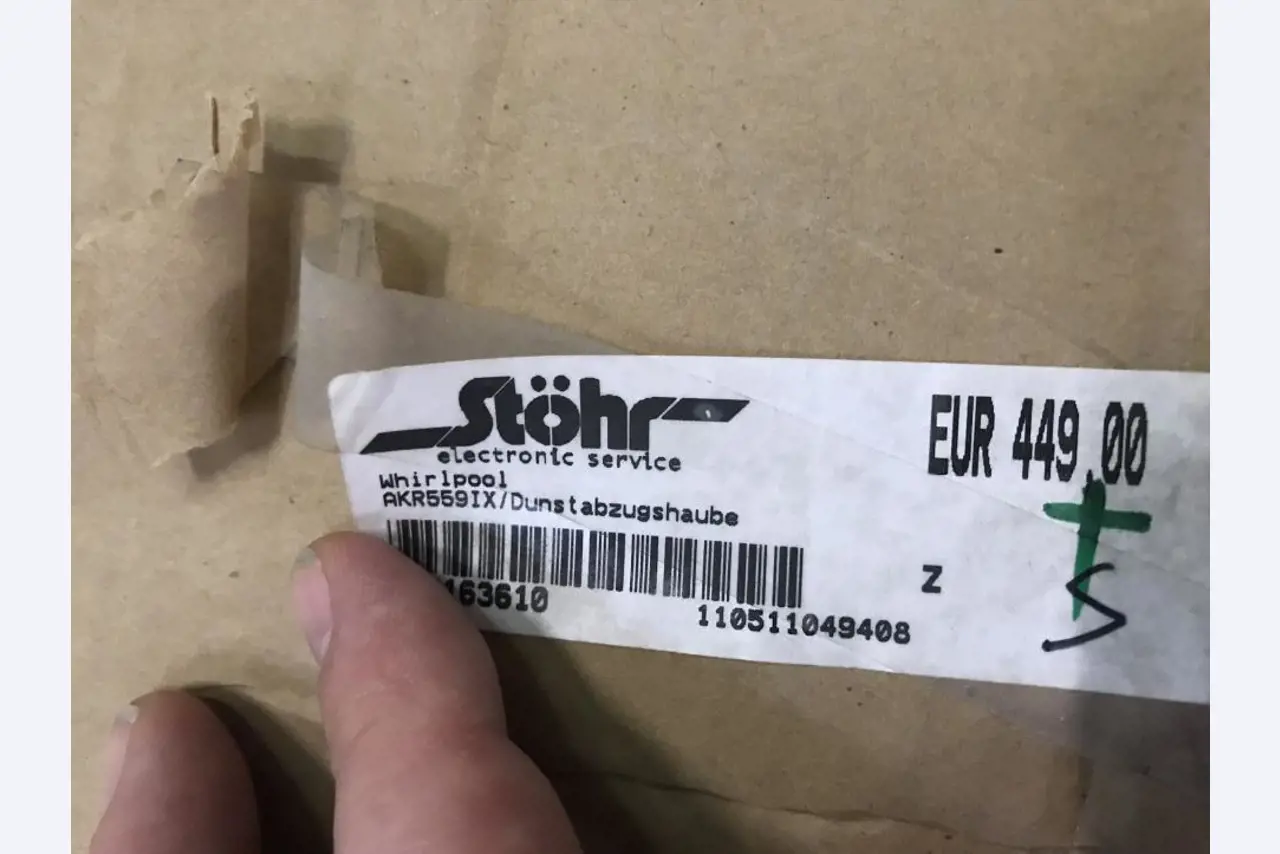 Stöhr
electronic service
EUR 449,00
Whirlpool
AKR559IX/Dunstabzugshaube
Z
163610
110511049408